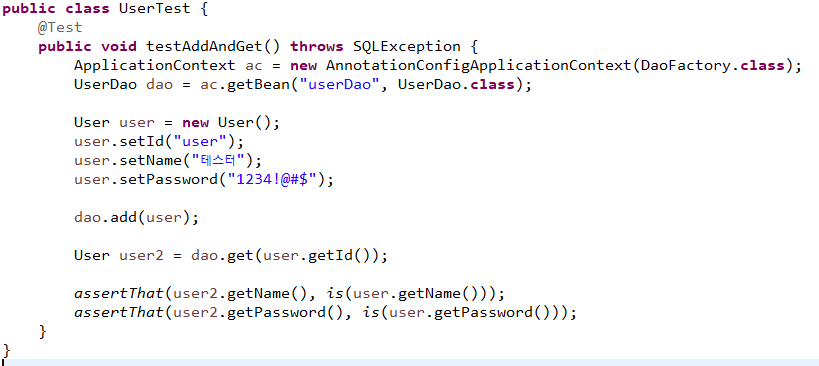 public class UserTest {
    @Test
    public void testAddAndGet() throws SQLException {
        ApplicationContext ac = new AnnotationConfigApplicationContext(DaoFactory.class);
        UserDao dao = ac.getBean("userDao", UserDao.class);

        User user = new User();
        user.setId("user");
        user.setName("테스터");
        user.setPassword("1234!@#$");

        dao.add(user);

        User user2 = dao.get(user.getId());

        assertThat(user2.getName(), is(user.getName()));
        assertThat(user2.getPassword(), is(user.getPassword()));
    }
}